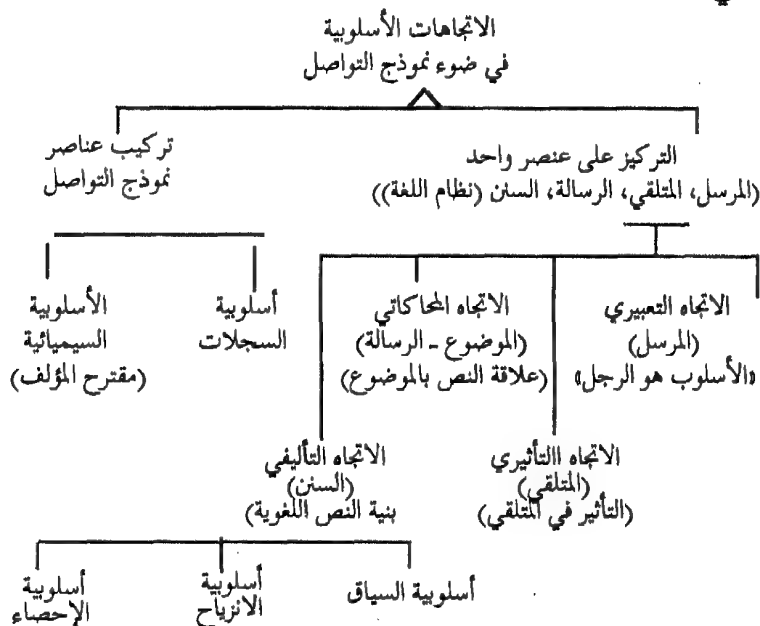 الاتجاهات الأسلوبية
في ضوء نموذج التواصل
التركيز على عنصر واحد
(المرسل، المتلقي، الرسالة، السنن (نظام اللغة))
تركيب عناصر
نموذج التواصل
الاتجاه التعبيري
(المرسل)
«الأسلوب هو الرجل»
الاتجاه المحاكاتي
(الموضوع - الرسالة)
(علاقة النص بالموضوع)
أسلوبية
السجلات
الأسلوبية
السيميائية
(مقترح المؤلف)
الاتجاه االتأثيري
(المتلقي)
(التأثير في المتلقي)
الاتجاه التأليفي
(السنن)
بنية النص اللغوية)
أسلوبية السياق
أسلوبية
الانزياح
أسلوبية
الإحصاء